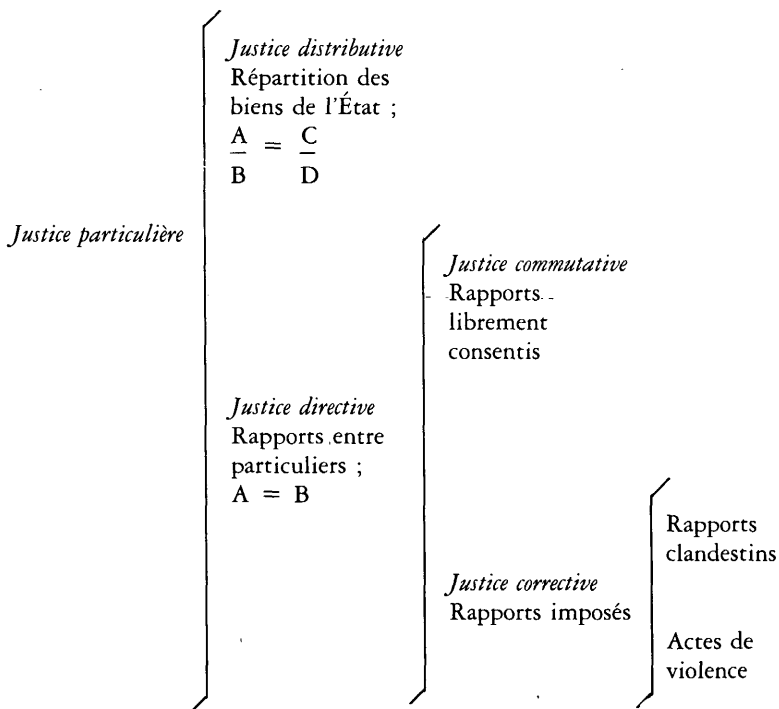 Justice particulière
Justice distributive
Répartition des
biens de l'État ;
A = C
B D
Justice directive
Rapports entre
particuliers ;
A = B
Justice commutative
Rapports
librement
consentis
Justice corrective
Rapports imposés
Rapports
clandestins
Actes de
violence